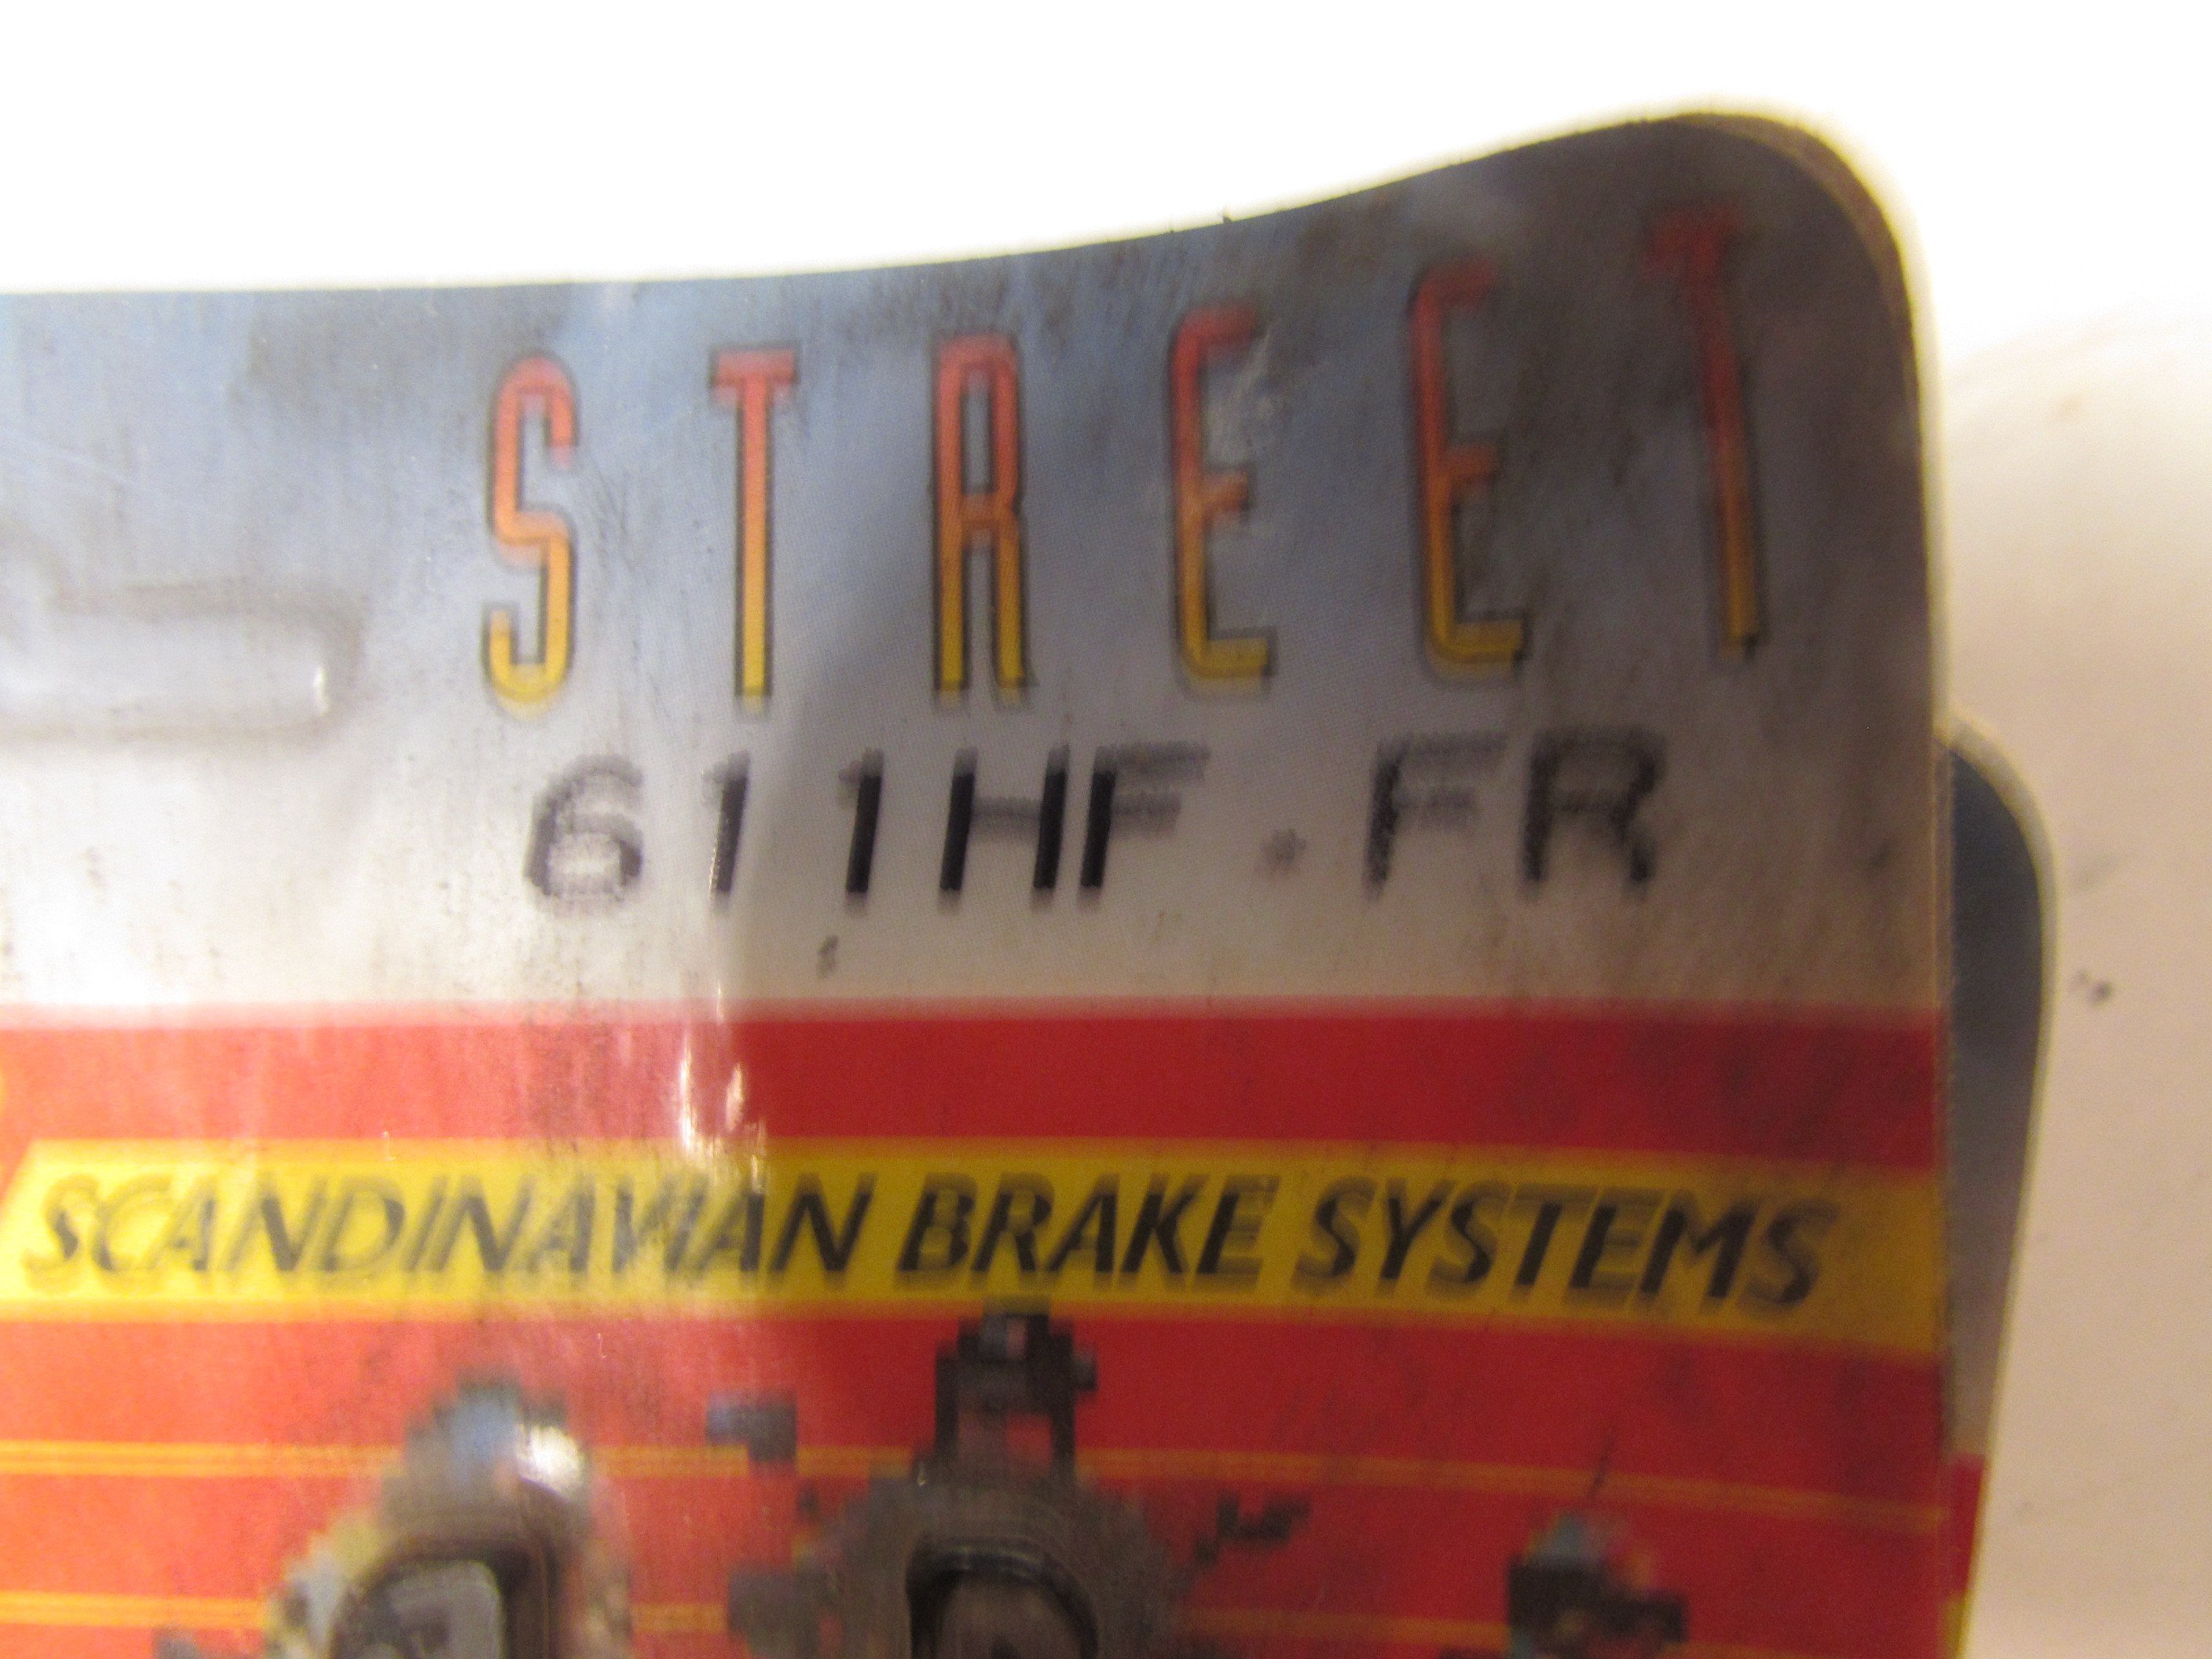 STREET
611HF.FR
SCANDINAVIAN BRAKE SYSTEMS